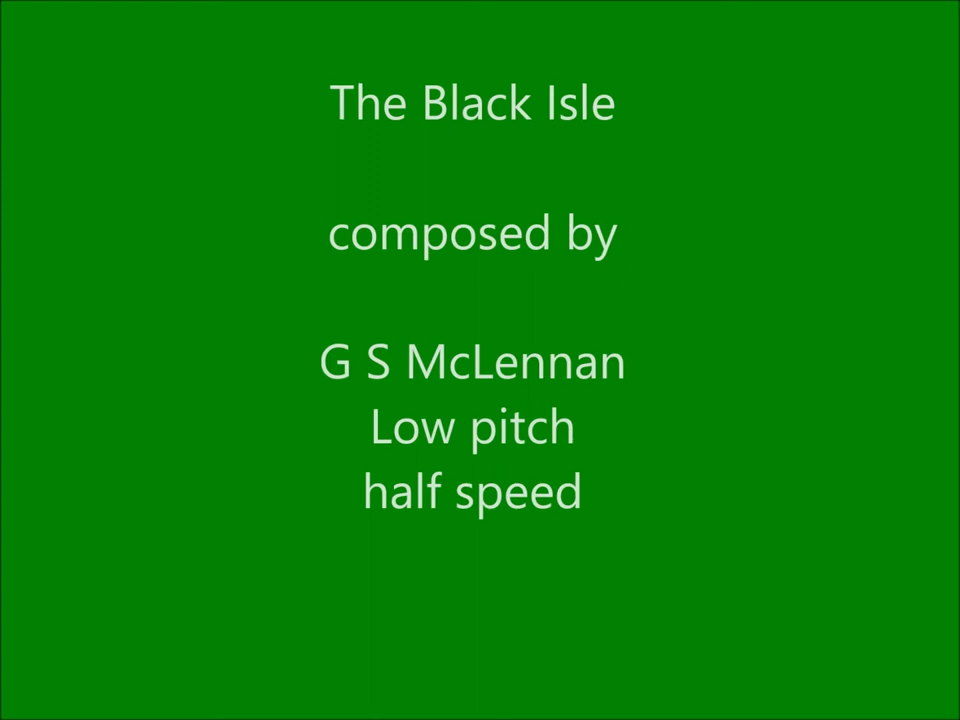 The Black Isle
composed by
G S McLennan
Low pitch
half speed